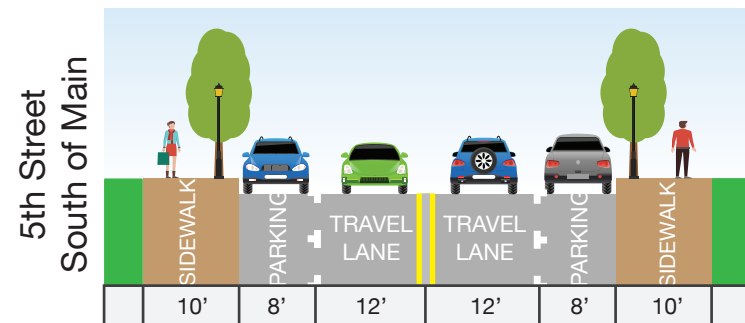 5th Street
South of Main
SIDEWALK
PARKING
TRAVEL
LANE
TRAVEL
LANE
PARKING
SIDEWALK
10’
8’
12’
12’
8’
10’